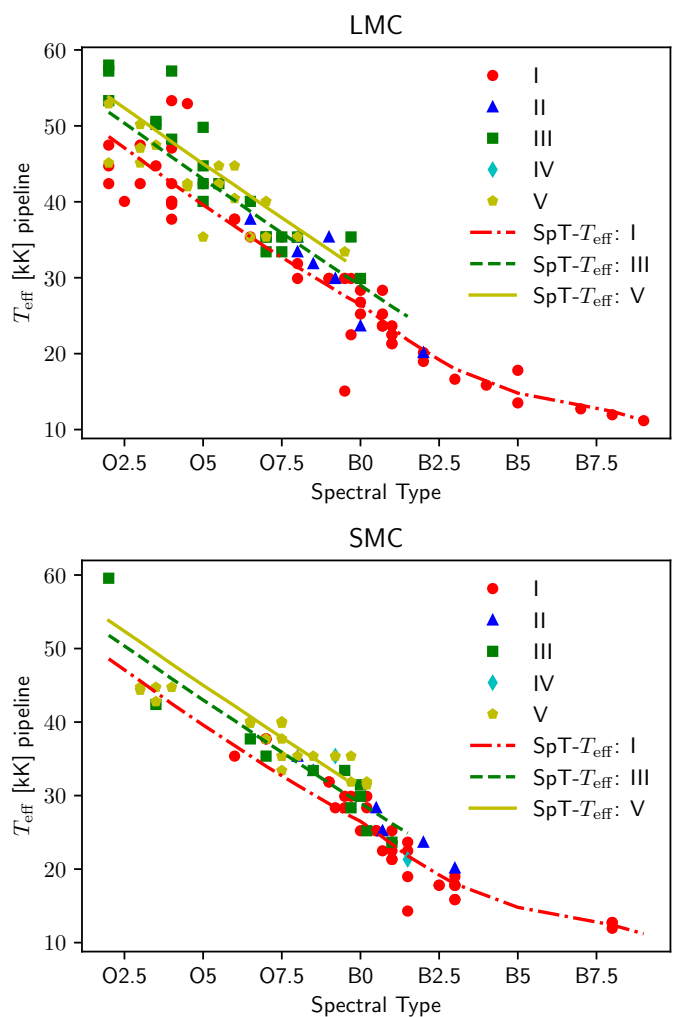 LMC
60
50
40
30
20
10
T_eff [kK] pipeline
I
II
III
IV
V
SpT-T_eff: I
SpT-T_eff: III
SpT-T_eff: V
O2.5 O5 O7.5 B0 B2.5 B5 B7.5
Spectral Type
SMC
60
50
40
30
20
10
T_eff [kK] pipeline
I
II
III
IV
V
SpT-T_eff: I
SpT-T_eff: III
SpT-T_eff: V
O2.5 O5 O7.5 B0 B2.5 B5 B7.5
Spectral Type